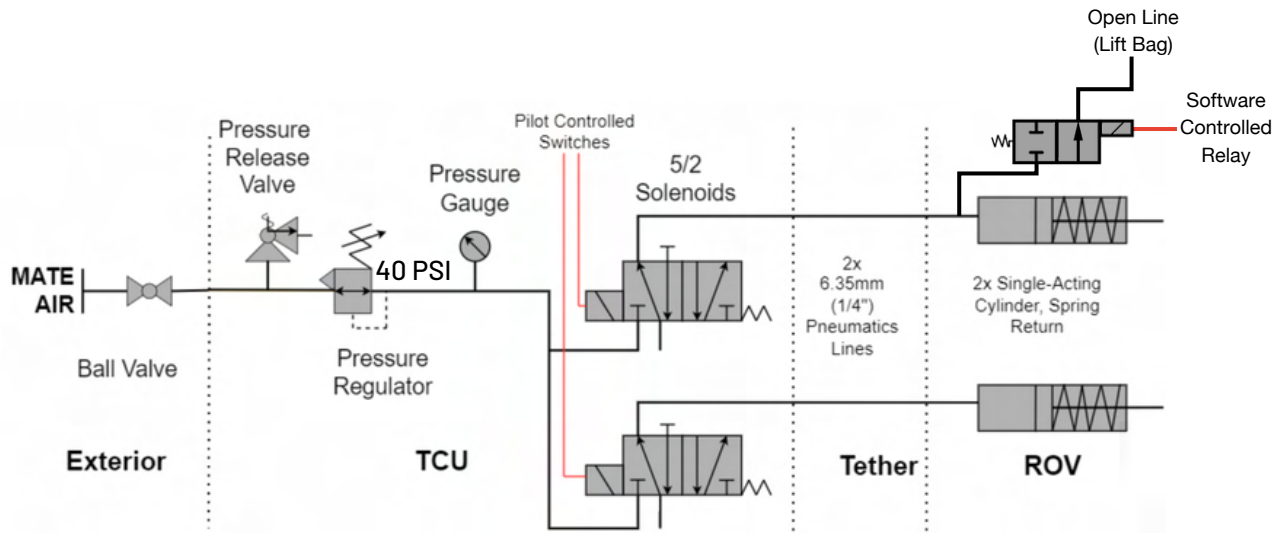 Open Line
(Lift Bag)
Software
Controlled
Relay
Pilot Controlled
Switches
Pressure
Release
Valve
Pressure
Gauge
5/2
Solenoids
MATE
AIR
40 PSI
2x
6.35mm
(1/4")
Pneumatics
Lines
2x Single-Acting
Cylinder, Spring
Return
Ball Valve
Pressure
Regulator
Exterior
TCU
Tether
ROV